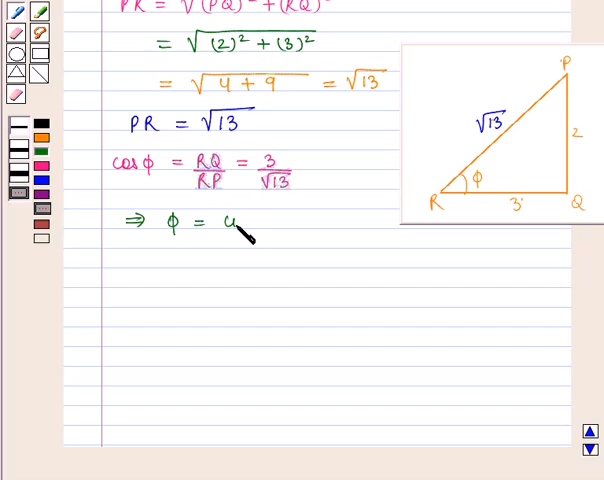 PR = √(PQ)² + (RQ)²
= √(2)² + (3)²
= √4 + 9 = √13
PR = √13
cosϕ = RQ/RP = 3/√13
⇒ ϕ =
P
√13
2
ϕ
R
3
Q